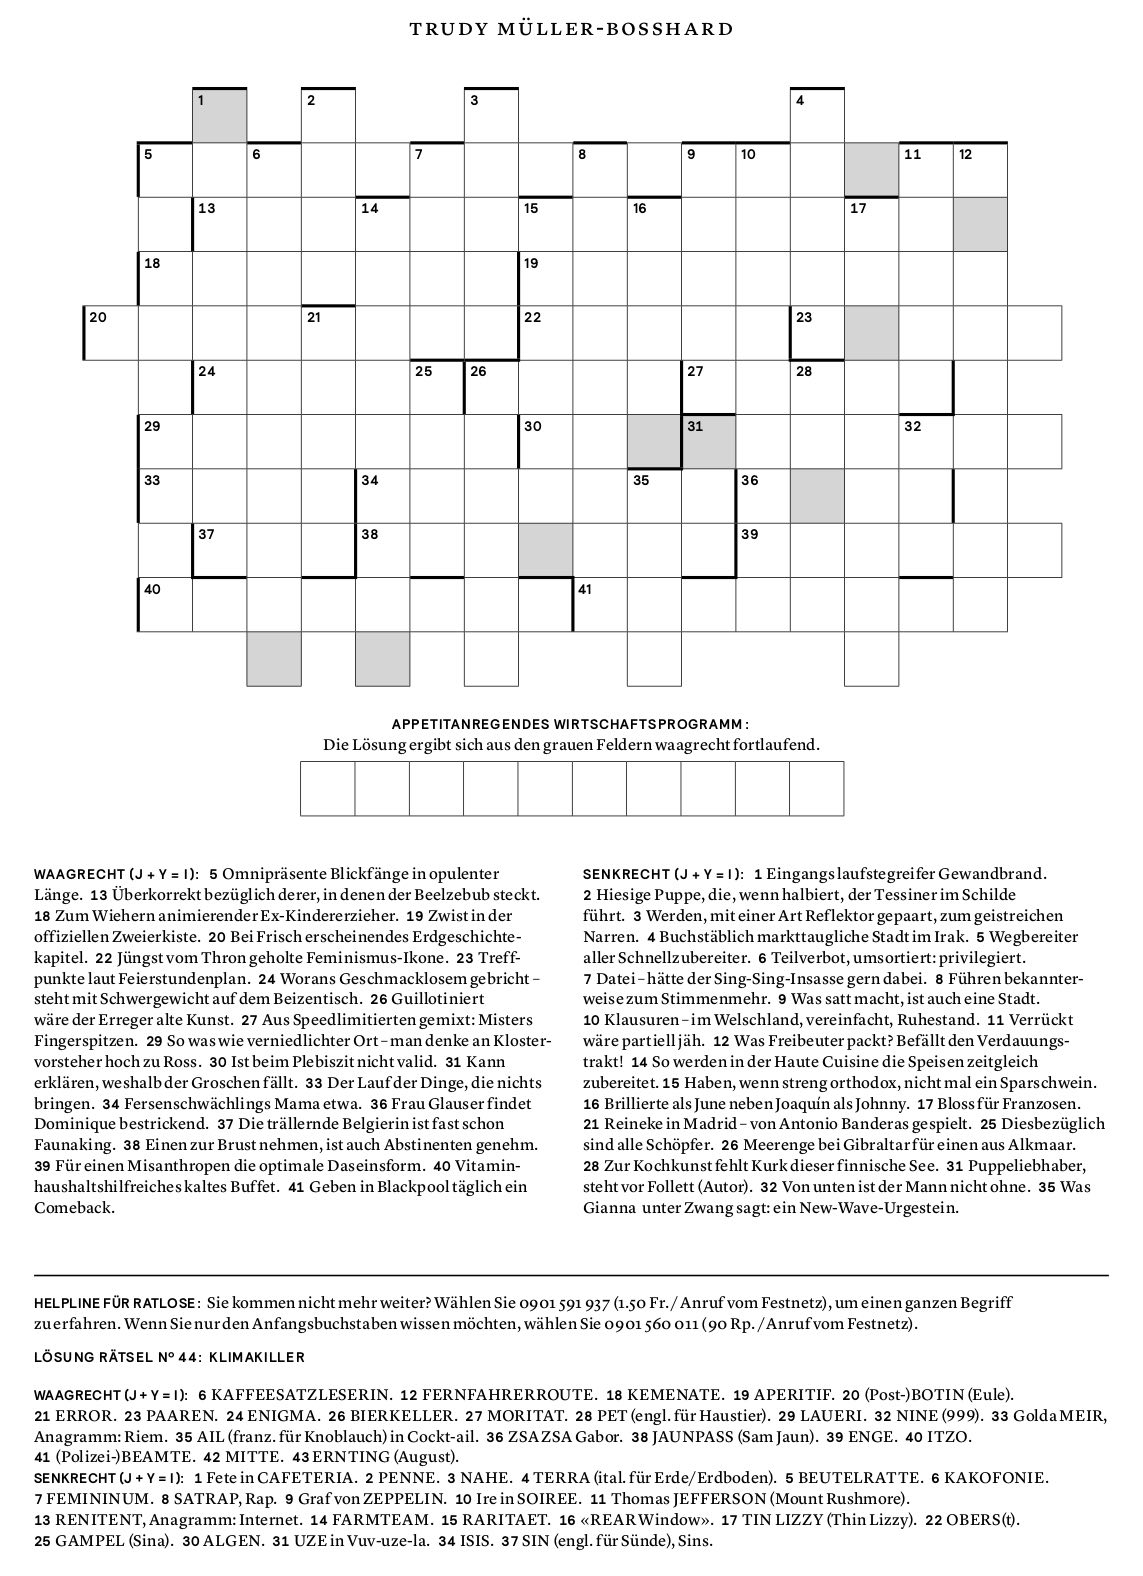 TRUDY MÜLLER-BOSSHARD
1 2 3 4
5 6 7 8 9 10 11 12
13 14 15 16 17
18 19
20 21 22 23
24 25 26 27 28
29 30 31 32
33 34 35 36
37 38 39
40 41
APPETITANREGENDES WIRTSCHAFTSPROGRAMM:
Die Lösung ergibt sich aus den grauen Feldern waagrecht fortlaufend.
WAAGRECHT (J + Y = I): 5 Omnipräsente Blickfänge in opulenter
Länge. 13 Überkorrekt bezüglich derer, in denen der Beelzebub steckt.
18 Zum Wiehern animierender Ex-Kindererzieher. 19 Zwist in der
offiziellen Zweierkiste. 20 Bei Frisch erscheinendes Erdgeschichte-
kapitel. 22 Jüngst vom Thron geholte Feminismus-Ikone. 23 Treff-
punkte laut Feierstundenplan. 24 Worans Geschmacklosem gebricht –
steht mit Schwergewicht auf dem Beizentisch. 26 Guillotiniert
wäre der Erreger alte Kunst. 27 Aus Speedlimitierten gemixt: Misters
Fingerspitzen. 29 So was wie verniedlichter Ort – man denke an Kloster-
vorsteher hoch zu Ross. 30 Ist beim Plebiszit nicht valid. 31 Kann
erklären, weshalb der Groschen fällt. 33 Der Lauf der Dinge, die nichts
bringen. 34 Fersenschwächlings Mama etwa. 36 Frau Glauser findet
Dominique bestrickend. 37 Die trällernde Belgierin ist fast schon
Faunaking. 38 Einen zur Brust nehmen, ist auch Abstinenten genehm.
39 Für einen Misanthropen die optimale Daseinsform. 40 Vitamin-
haushaltshilfreiches kaltes Buffet. 41 Geben in Blackpool täglich ein
Comeback.
SENKRECHT (J + Y = I): 1 Eingangs laufstegreifer Gewandbrand.
2 Hiesige Puppe, die, wenn halbiert, der Tessiner im Schilde
führt. 3 Werden, mit einer Art Reflektor gepaart, zum geistreichen
Narren. 4 Buchstäblich markttaugliche Stadt im Irak. 5 Wegbereiter
aller Schnellzubereiter. 6 Teilverbot, umsortiert: privilegiert.
7 Datei – hätte der Sing-Sing-Insasse gern dabei. 8 Führen bekannter-
weise zum Stimmenmehr. 9 Was satt macht, ist auch eine Stadt.
10 Klausuren – im Welschland, vereinfacht, Ruhestand. 11 Verrückt
wäre partiell jäh. 12 Was Freibeuter packt? Befällt den Verdauungs-
trakt! 14 So werden in der Haute Cuisine die Speisen zeitgleich
zubereitet. 15 Haben, wenn streng orthodox, nicht mal ein Sparschwein.
16 Brillierte als June neben Joaquín als Johnny. 17 Bloss für Franzosen.
21 Reineke in Madrid – von Antonio Banderas gespielt. 25 Diesbezüglich
sind alle Schöpfer. 26 Meerenge bei Gibraltar für einen aus Alkmaar.
28 Zur Kochkunst fehlt Kurk dieser finnische See. 31 Puppeliebhaber,
steht vor Follett (Autor). 32 Von unten ist der Mann nicht ohne. 35 Was
Gianna unter Zwang sagt: ein New-Wave-Urgestein.
HELPLINE FÜR RATLOSE: Sie kommen nicht mehr weiter? Wählen Sie 0901 591 937 (1.50 Fr./Anruf vom Festnetz), um einen ganzen Begriff
zu erfahren. Wenn Sie nur den Anfangsbuchstaben wissen möchten, wählen Sie 0901 560 011 (90 Rp./Anruf vom Festnetz).
LÖSUNG RÄTSEL Nº 44: KLIMAKILLER
WAAGRECHT (J + Y = I): 6 KAFFEESATZLESERIN. 12 FERNFAHRERROUTE. 18 KEMENATE. 19 APERITIF. 20 (Post-)BOTIN (Eule).
21 ERROR. 23 PAAREN. 24 ENIGMA. 26 BIERKELLER. 27 MORITAT. 28 PET (engl. für Haustier). 29 LAUERI. 32 NINE (999). 33 Golda MEIR,
Anagramm: Riem. 35 AIL (franz. für Knoblauch) in Cockt-ail. 36 ZSAZSA Gabor. 38 JAUNPASS (Sam Jaun). 39 ENGE. 40 ITZO.
41 (Polizei-)BEAMTE. 42 MITTE. 43 ERNTING (August).
SENKRECHT (J + Y = I): 1 Fete in CAFETERIA. 2 PENNE. 3 NAHE. 4 TERRA (ital. für Erde/Erdboden). 5 BEUTELRATTE. 6 KAKOFONIE.
7 FEMININUM. 8 SATRAP, Rap. 9 Graf von ZEPPELIN. 10 Ire in SOIREE. 11 Thomas JEFFERSON (Mount Rushmore).
13 RENITENT, Anagramm: Internet. 14 FARMTEAM. 15 RARITAET. 16 «REAR Window». 17 TIN LIZZY (Thin Lizzy). 22 OBERS(t).
25 GAMPEL (Sina). 30 ALGEN. 31 UZE in Vuv-uze-la. 34 ISIS. 37 SIN (engl. für Sünde), Sins.